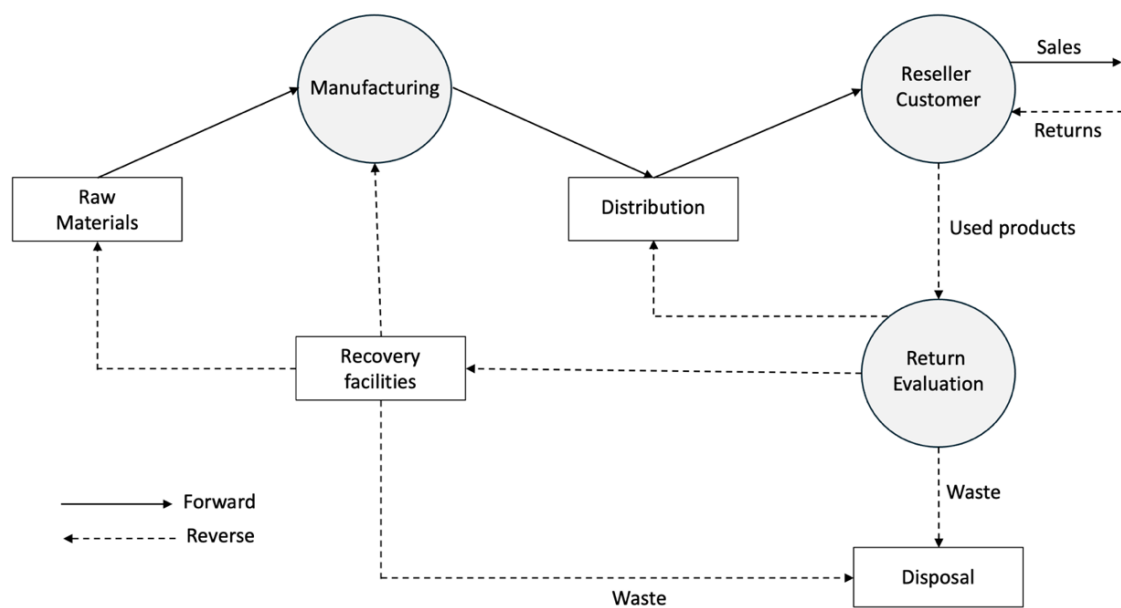 Sales
Manufacturing
Reseller
Customer
Returns
Raw
Materials
Distribution
Used products
Recovery
facilities
Return
Evaluation
Forward
Waste
Reverse
Disposal
Waste